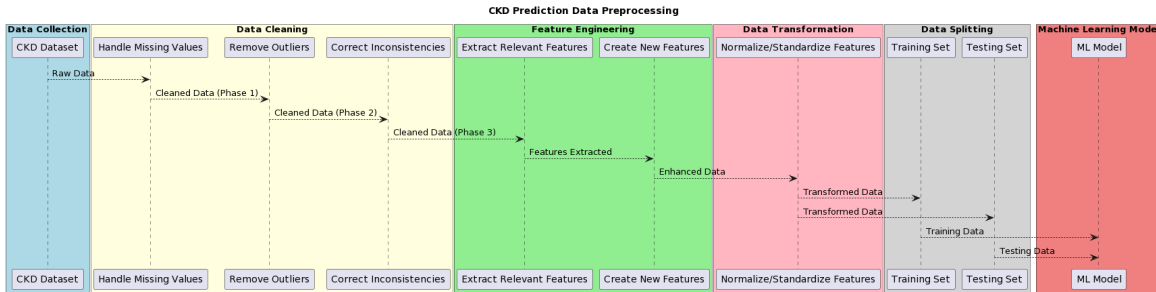 CKD Prediction Data Preprocessing
Data Collection Data Cleaning Feature Engineering Data Transformation Data Splitting Machine Learning Model
CKD Dataset Handle Missing Values Remove Outliers Correct Inconsistencies Extract Relevant Features Create New Features Normalize/Standardize Features Training Set Testing Set ML Model
Raw Data
Cleaned Data (Phase 1)
Cleaned Data (Phase 2)
Cleaned Data (Phase 3)
Features Extracted
Enhanced Data
Transformed Data
Transformed Data
Training Data
Testing Data
CKD Dataset Handle Missing Values Remove Outliers Correct Inconsistencies Extract Relevant Features Create New Features Normalize/Standardize Features Training Set Testing Set ML Model